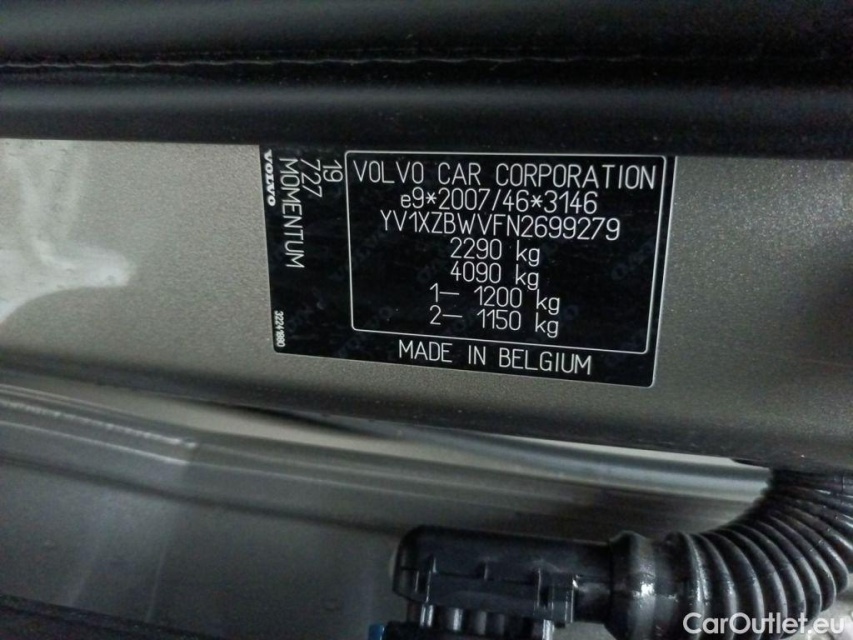 VOLVO
MOMENTUM
727
19
32241890
VOLVO CAR CORPORATION
e9*2007/46*3146
YV1XZBWVFN2699279
2290 kg
4090 kg
1— 1200 kg
2— 1150 kg
MADE IN BELGIUM
CarOutlet.eu